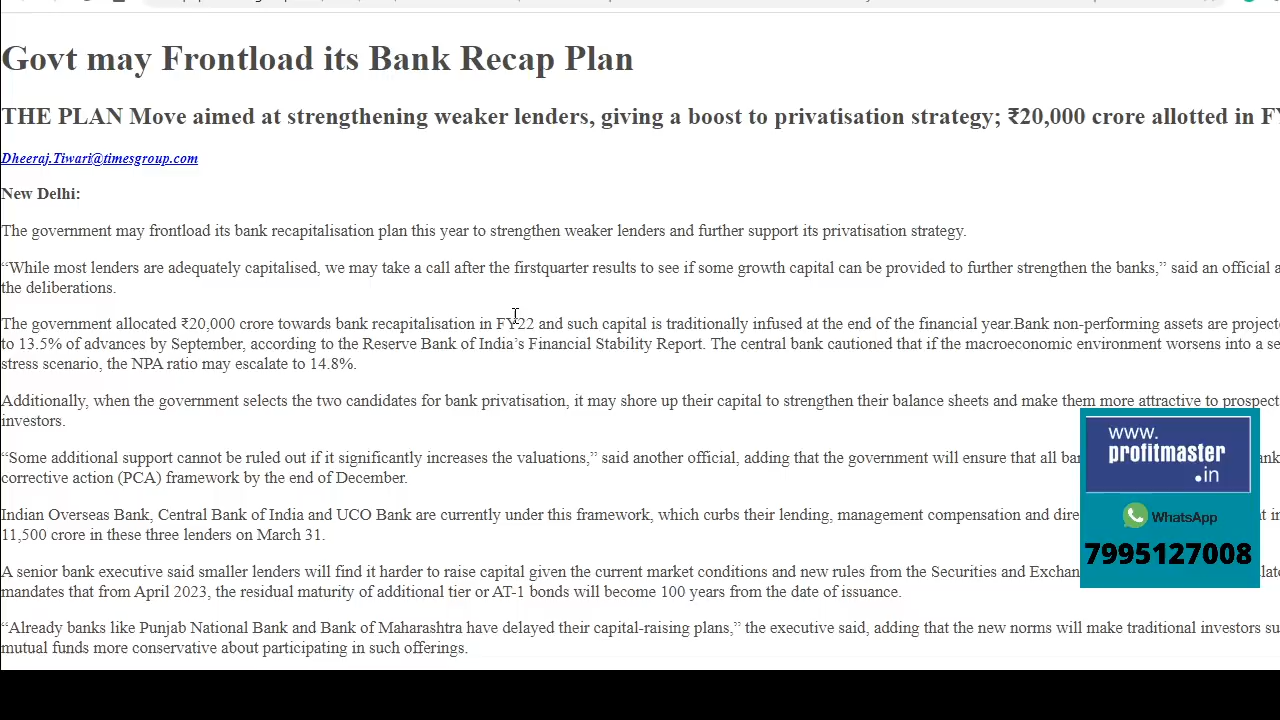 Govt may Frontload its Bank Recap Plan
THE PLAN Move aimed at strengthening weaker lenders, giving a boost to privatisation strategy; ₹20,000 crore allotted in
Dheeraj.Tiwari@timesgroup.com
New Delhi:
The government may frontload its bank recapitalisation plan this year to strengthen weaker lenders and further support its privatisation strategy.
“While most lenders are adequately capitalised, we may take a call after the firstquarter results to see if some growth capital can be provided to further strengthen the banks,” said an official
the deliberations.
The government allocated ₹20,000 crore towards bank recapitalisation in FY22 and such capital is traditionally infused at the end of the financial year.Bank non-performing assets are
to 13.5% of advances by September, according to the Reserve Bank of India’s Financial Stability Report. The central bank cautioned that if the macroeconomic environment worsens into a
stress scenario, the NPA ratio may escalate to 14.8%.
Additionally, when the government selects the two candidates for bank privatisation, it may shore up their capital to strengthen their balance sheets and make them more attractive to
investors.
“Some additional support cannot be ruled out if it significantly increases the valuations,” said another official, adding that the government will ensure that all
corrective action (PCA) framework by the end of December.
Indian Overseas Bank, Central Bank of India and UCO Bank are currently under this framework, which curbs their lending, management compensation and
11,500 crore in these three lenders on March 31.
A senior bank executive said smaller lenders will find it harder to raise capital given the current market conditions and new rules from the Securities and
mandates that from April 2023, the residual maturity of additional tier or AT-1 bonds will become 100 years from the date of issuance.
“Already banks like Punjab National Bank and Bank of Maharashtra have delayed their capital-raising plans,” the executive said, adding that the new norms will make traditional investors
mutual funds more conservative about participating in such offerings.
www.
profitmaster
.in
WhatsApp
7995127008